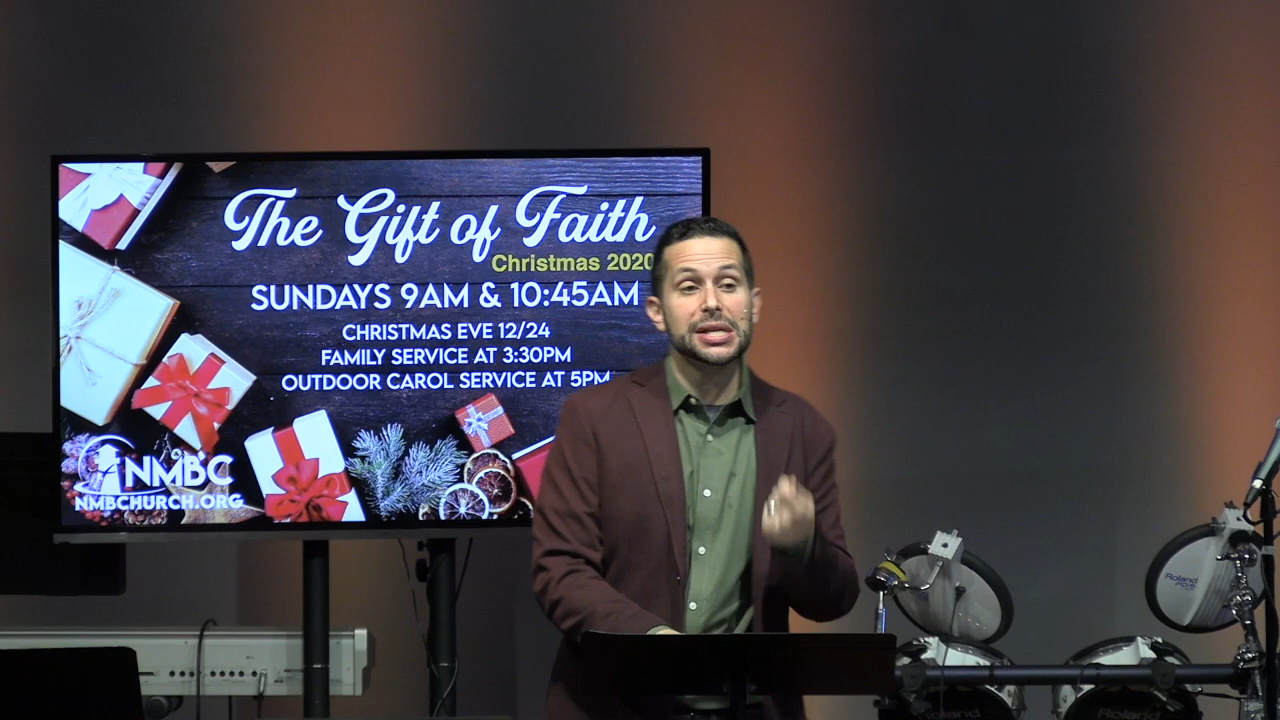 The Gift of Faith
Christmas 2020
SUNDAYS 9AM & 10:45AM
CHRISTMAS EVE 12/24
FAMILY SERVICE AT 3:30PM
OUTDOOR CAROL SERVICE AT 5PM
NMBC
NMBCHURCH.ORG
Roland
Roland